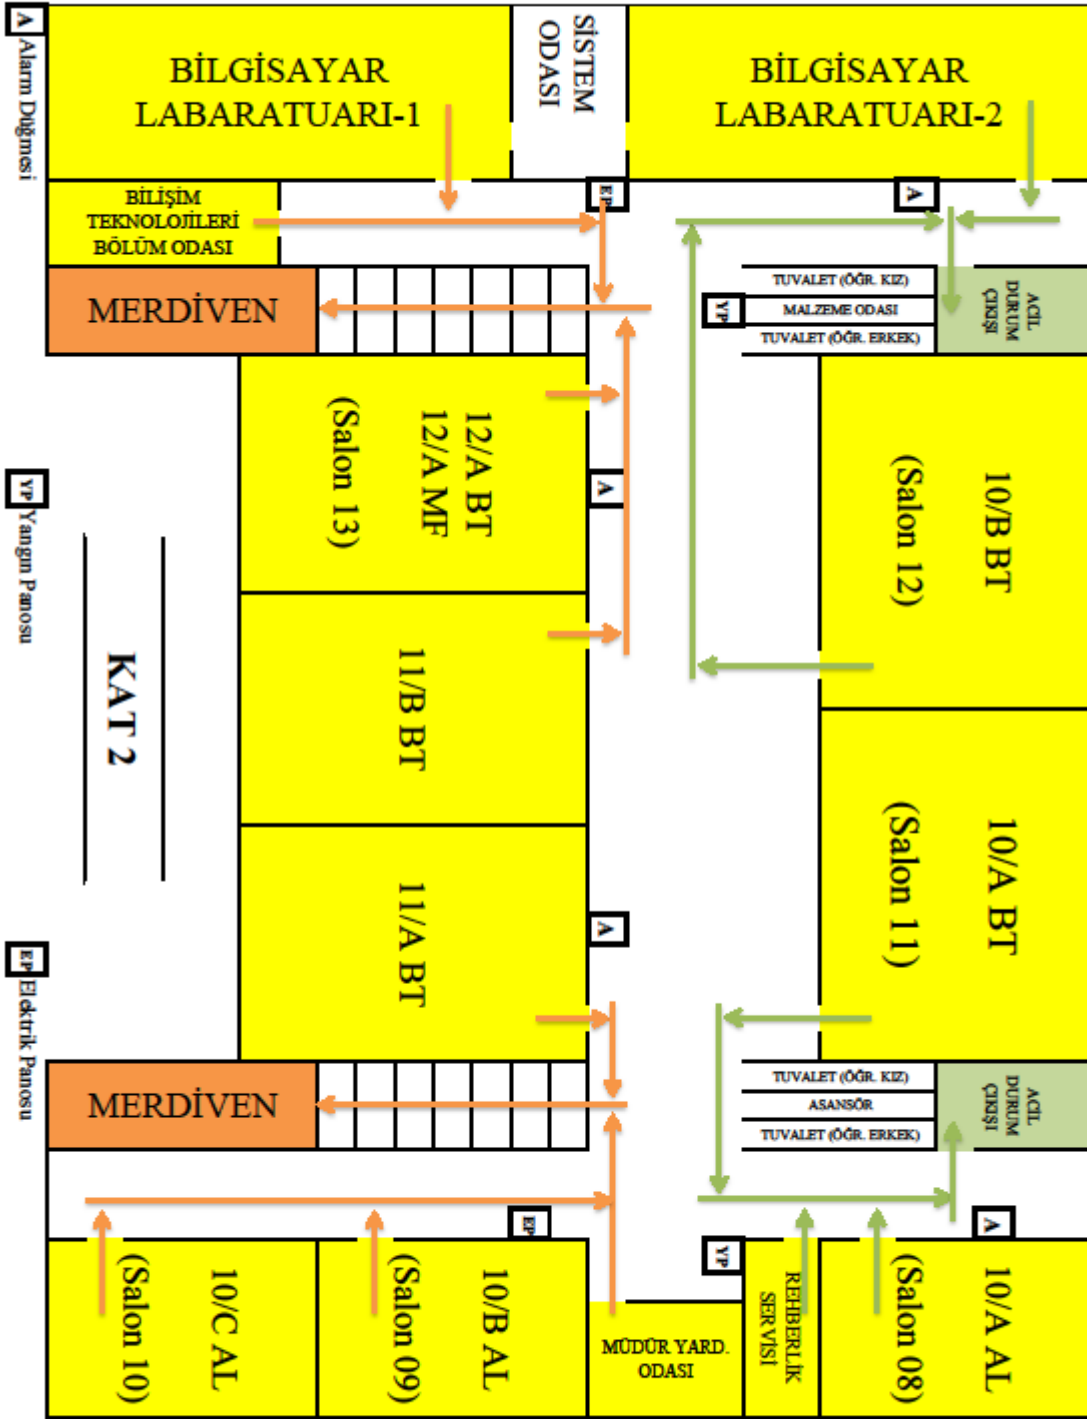 A
Alarm Düğmesi
BİLGİSAYAR
LABARATUARI-1
SİSTEM
ODASI
BİLGİSAYAR
LABARATUARI-2
BİLİŞİM
TEKNOLOJİLERİ
BÖLÜM ODASI
EP
A
MERDİVEN
YP
TUVALET (ÖĞR. KIZ)
MALZEME ODASI
TUVALET (ÖĞR. ERKEK)
ACİL
DURUM
ÇIKIŞI
12/A BT
12/A MF
(Salon 13)
A
10/B BT
(Salon 12)
YP
Yangın Panosu
KAT 2
11/B BT
11/A BT
A
10/A BT
(Salon 11)
EP
Elektrik Panosu
MERDİVEN
TUVALET (ÖĞR. KIZ)
ASANSÖR
TUVALET (ÖĞR. ERKEK)
ACİL
DURUM
ÇIKIŞI
EP
YP
A
10/C AL
(Salon 10)
10/B AL
(Salon 09)
MÜDÜR YARD.
ODASI
REHBERLİK
SERVİSİ
10/A AL
(Salon 08)